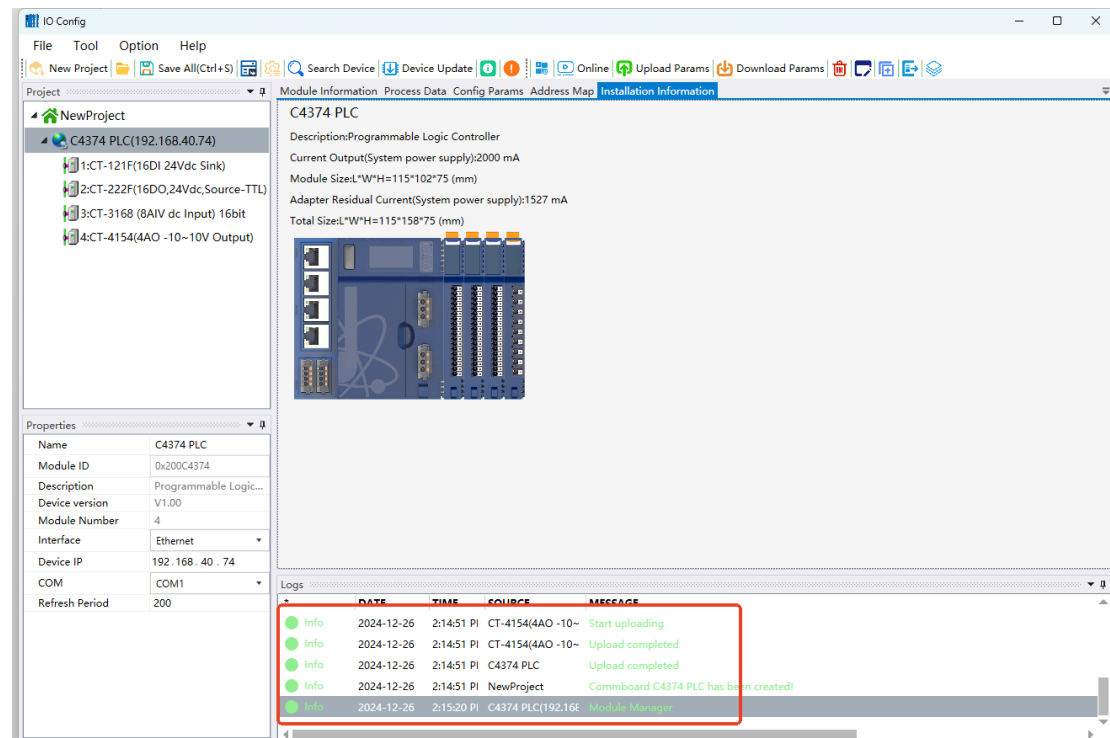 IO Config
File Tool Option Help
New Project Save All(Ctrl+S) Search Device Device Update Online Upload Params Download Params
Project
NewProject
C4374 PLC(192.168.40.74)
1:CT-121F(16DI 24Vdc Sink)
2:CT-222F(16DO,24Vdc,Source-TTL)
3:CT-3168 (8AIV dc Input) 16bit
4:CT-4154(4AO -10~10V Output)
Module Information Process Data Config Params Address Map Installation Information
C4374 PLC
Description:Programmable Logic Controller
Current Output(System power supply):2000 mA
Module Size:L*W*H=115*102*75 (mm)
Adapter Residual Current(System power supply):1527 mA
Total Size:L*W*H=115*158*75 (mm)
Properties
Name C4374 PLC
Module ID 0x200C4374
Description Programmable Logic...
Device version V1.00
Module Number 4
Interface Ethernet
Device IP 192.168.40.74
COM COM1
Refresh Period 200
Logs
* DATE TIME SOURCE MESSAGE
Info 2024-12-26 2:14:51 PI CT-4154(4AO -10~ Start uploading
Info 2024-12-26 2:14:51 PI CT-4154(4AO -10~ Upload completed
Info 2024-12-26 2:14:51 PI C4374 PLC Upload completed
Info 2024-12-26 2:14:51 PI NewProject Commboard C4374 PLC has been created!
Info 2024-12-26 2:15:20 PI C4374 PLC(192.168 Module Manager